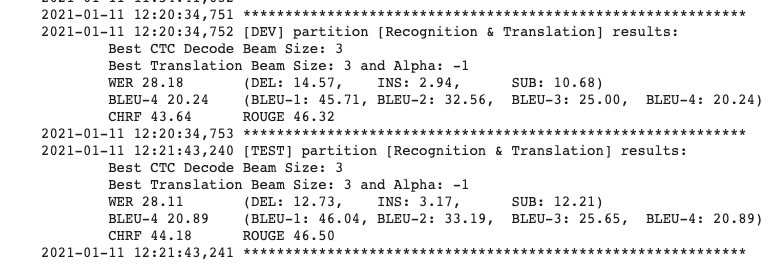 2021-01-11 12:20:34,751 ************************************************************
2021-01-11 12:20:34,752 [DEV] partition [Recognition & Translation] results:
Best CTC Decode Beam Size: 3
Best Translation Beam Size: 3 and Alpha: -1
WER 28.18 (DEL: 14.57, INS: 2.94, SUB: 10.68)
BLEU-4 20.24 (BLEU-1: 45.71, BLEU-2: 32.56, BLEU-3: 25.00, BLEU-4: 20.24)
CHRF 43.64 ROUGE 46.32
2021-01-11 12:20:34,753 ************************************************************
2021-01-11 12:21:43,240 [TEST] partition [Recognition & Translation] results:
Best CTC Decode Beam Size: 3
Best Translation Beam Size: 3 and Alpha: -1
WER 28.11 (DEL: 12.73, INS: 3.17, SUB: 12.21)
BLEU-4 20.89 (BLEU-1: 46.04, BLEU-2: 33.19, BLEU-3: 25.65, BLEU-4: 20.89)
CHRF 44.18 ROUGE 46.50
2021-01-11 12:21:43,241 ************************************************************